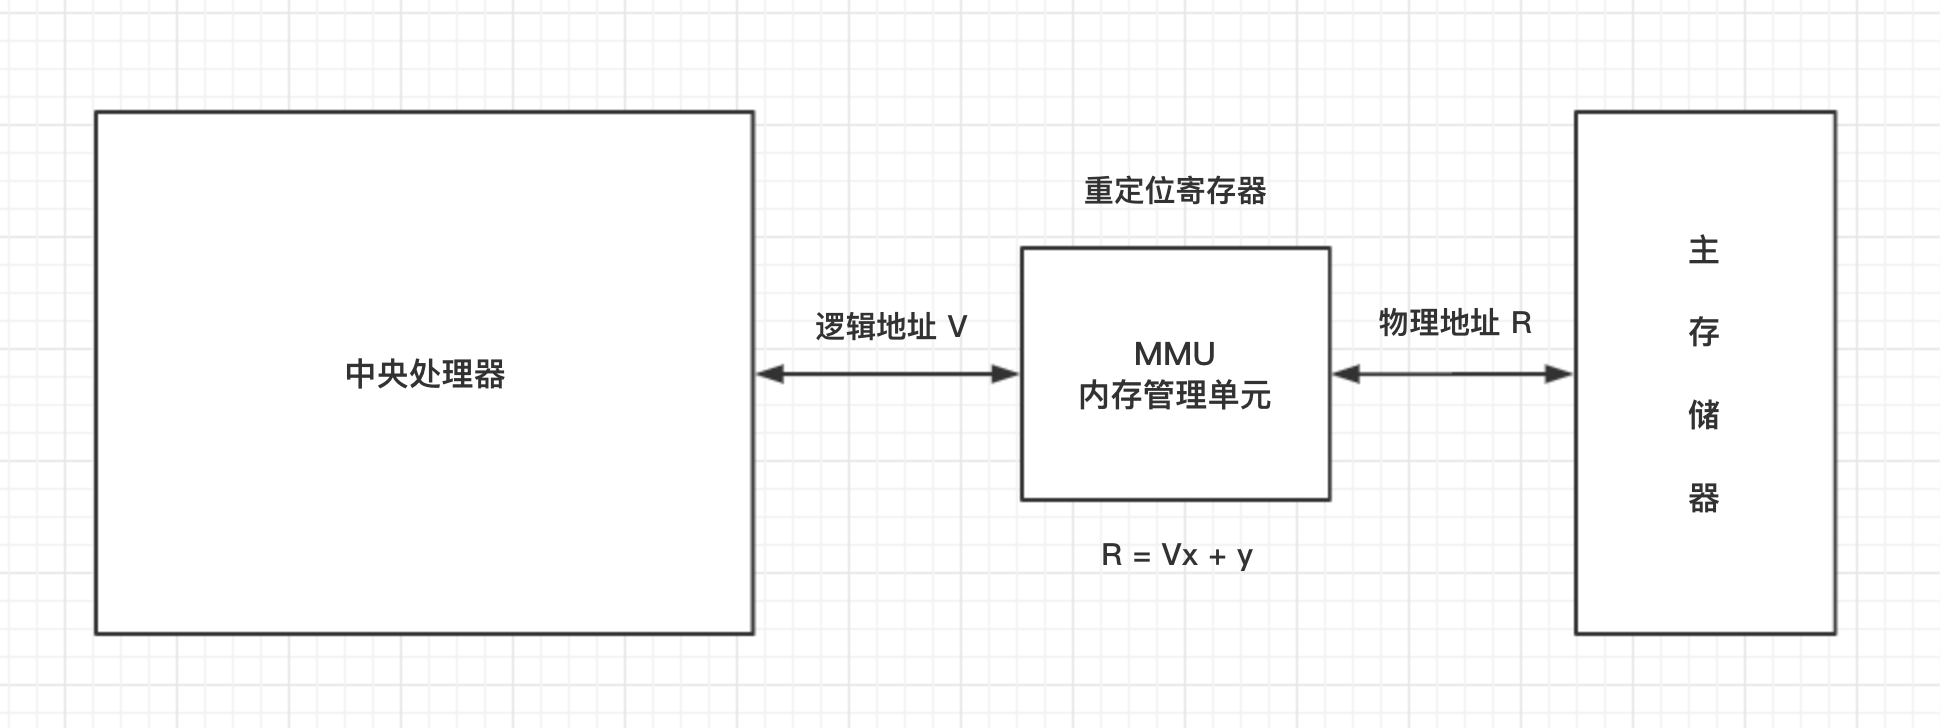 中央处理器
逻辑地址 V
重定位寄存器
MMU
内存管理单元
R = Vx + y
物理地址 R
主
存
储
器